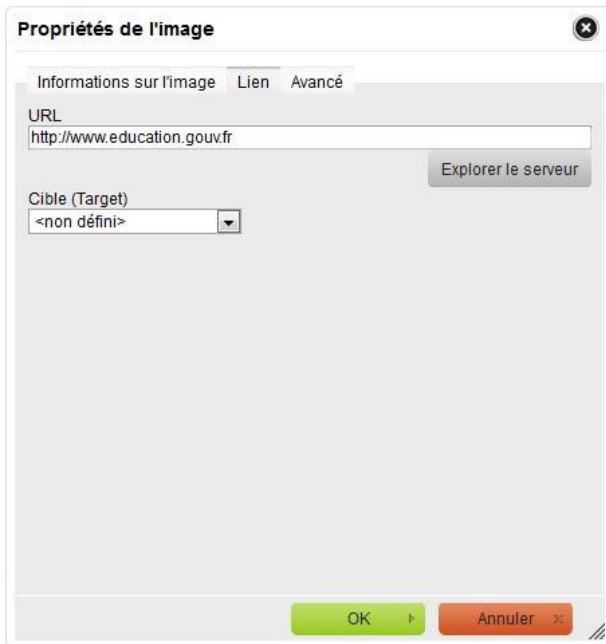 Propriétés de l'image
Informations sur l'image Lien Avancé
URL
http://www.education.gouv.fr
Explorer le serveur
Cible (Target)
<non défini>
OK Annuler